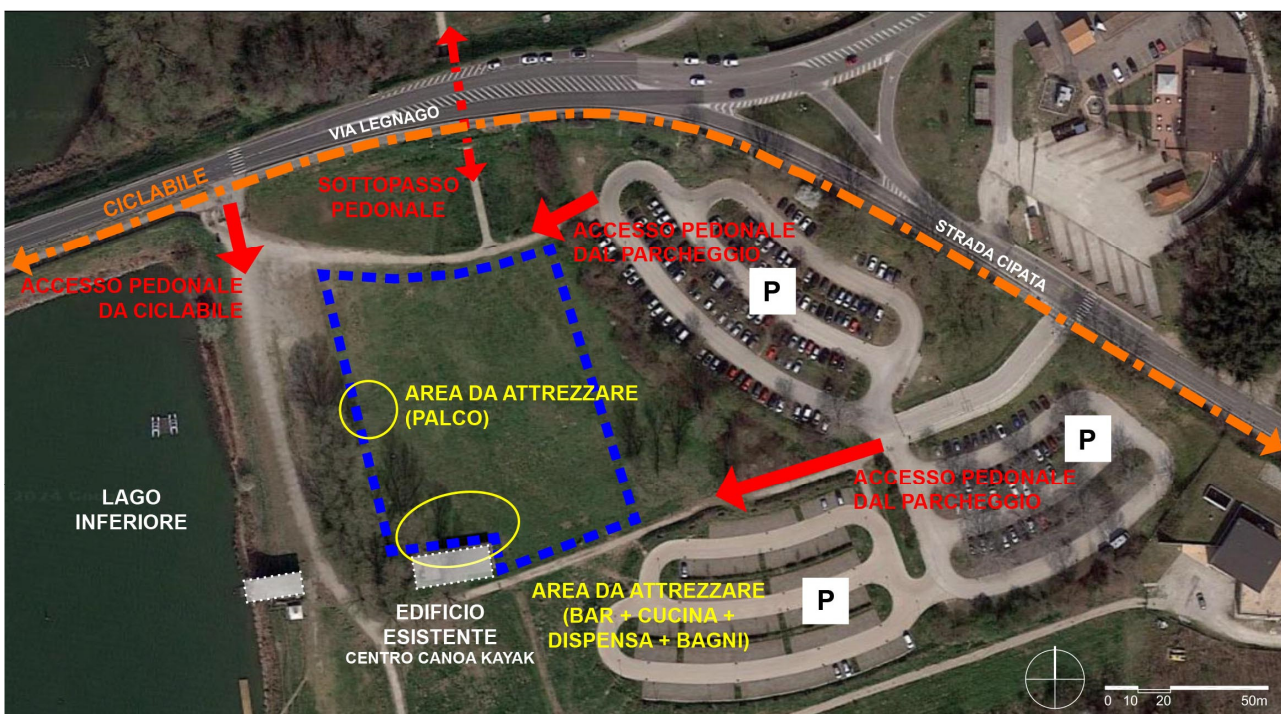 VIA LEGNAGO
CICLABILE
SOTTOPASSO
PEDONALE
ACCESSO PEDONALE
DAL PARCHEGGIO
STRADA CIPATA
ACCESSO PEDONALE
DA CICLABILE
P
AREA DA ATTREZZARE
(PALCO)
P
ACCESSO PEDONALE
DAL PARCHEGGIO
LAGO
INFERIORE
AREA DA ATTREZZARE
(BAR + CUCINA +
DISPENSA + BAGNI)
P
EDIFICIO
ESISTENTE
CENTRO CANOA KAYAK
0 10 20 50m